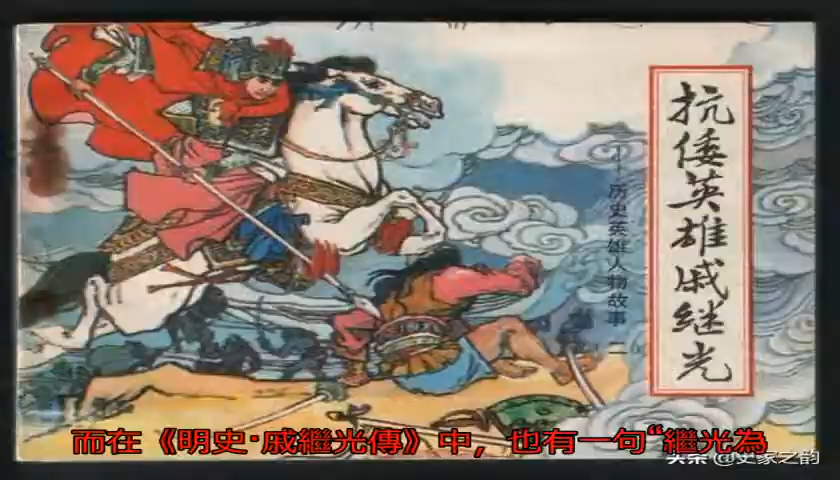 抗倭英雄戚继光
历史英雄人物故事 二
而在《明史·戚繼光傳》中，也有一句“繼光為
头条 @史家之韵